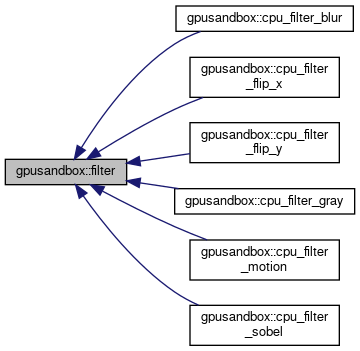 gpusandbox::cpu_filter_blur
gpusandbox::cpu_filter
_flip_x
gpusandbox::cpu_filter
_flip_y
gpusandbox::filter
gpusandbox::cpu_filter_gray
gpusandbox::cpu_filter
_motion
gpusandbox::cpu_filter
_sobel